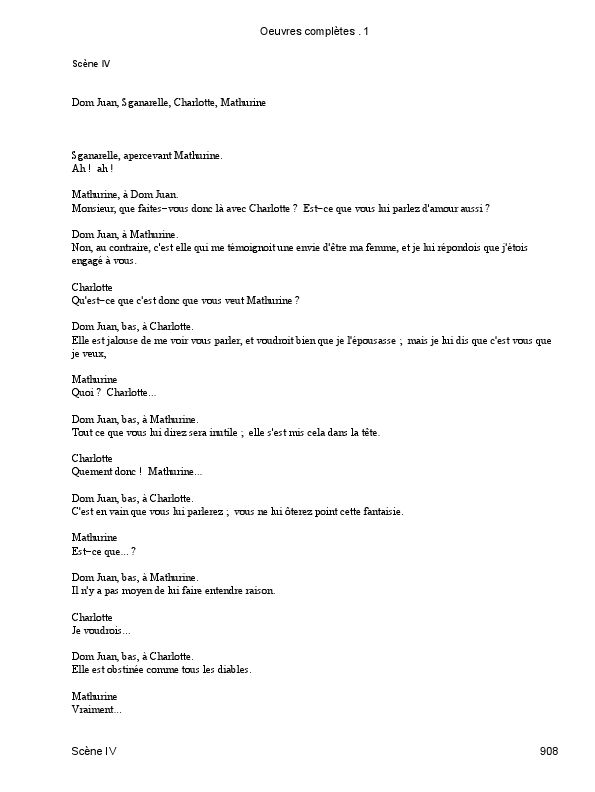 Oeuvres complètes . 1
Scène IV
Dom Juan, Sganarelle, Charlotte, Mathurine
Sganarelle, apercevant Mathurine.
Ah ! ah !
Mathurine, à Dom Juan.
Monsieur, que faites-vous donc là avec Charlotte ? Est-ce que vous lui parlez d'amour aussi ?
Dom Juan, à Mathurine.
Non, au contraire, c'est elle qui me témoignoit une envie d'être ma femme, et je lui répondois que j'étois
engagé à vous.
Charlotte
Qu'est-ce que c'est donc que vous veut Mathurine ?
Dom Juan, bas, à Charlotte.
Elle est jalouse de me voir vous parler, et voudroit bien que je l'épousasse ; mais je lui dis que c'est vous que
je veux,
Mathurine
Quoi ? Charlotte...
Dom Juan, bas, à Mathurine.
Tout ce que vous lui direz sera inutile ; elle s'est mis cela dans la tête.
Charlotte
Quement donc ! Mathurine...
Dom Juan, bas, à Charlotte.
C'est en vain que vous lui parlerez ; vous ne lui ôterez point cette fantaisie.
Mathurine
Est-ce que... ?
Dom Juan, bas, à Mathurine.
Il n'y a pas moyen de lui faire entendre raison.
Charlotte
Je voudrois...
Dom Juan, bas, à Charlotte.
Elle est obstinée comme tous les diables.
Mathurine
Vraiment...
Scène IV 908